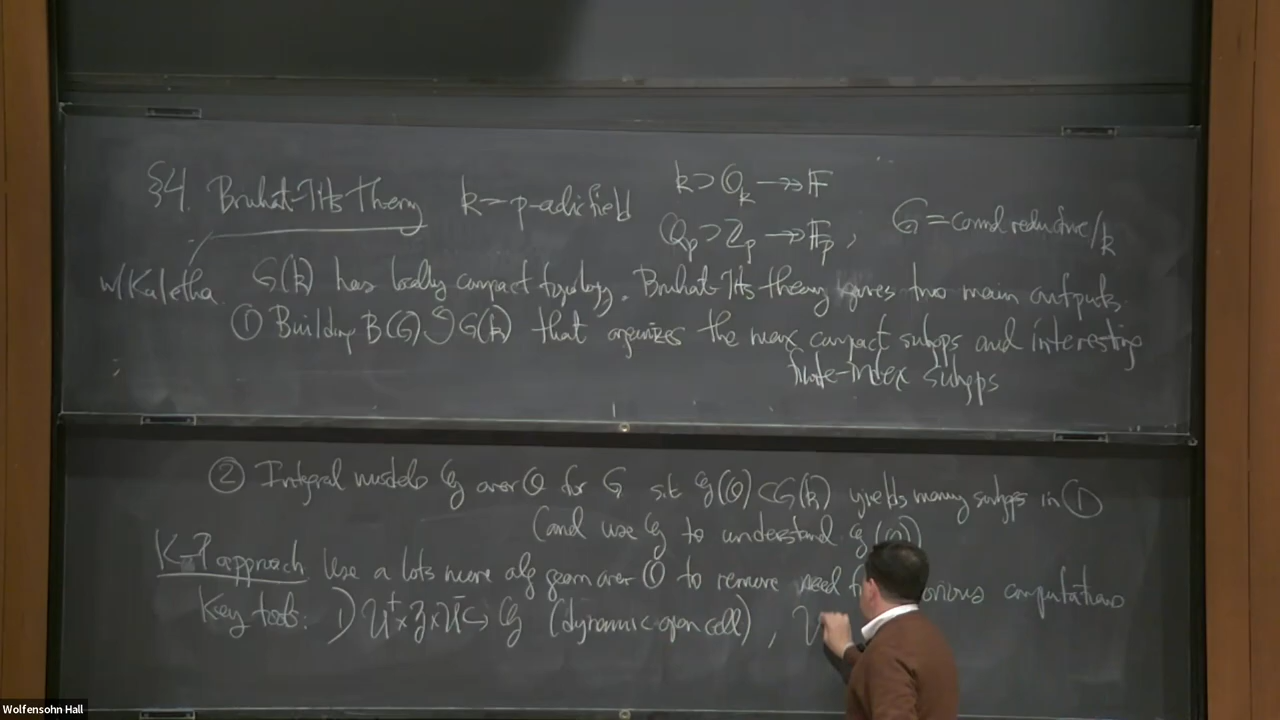 §4. Bruhat-Tits Theory k = p-adic field k ⊃ O_k ↠ F
Q_p ⊃ Z_p ↠ F_p, G = conn'd reductive/k
w/Kaletha G(k) has locally compact topology. Bruhat-Tits theory gives two main outputs.
① Building B(G) ↺ G(k) that organizes the max compact subgps and interesting
finite-index subgps
② Integral models 𝒢 over O for G s.t. 𝒢(O) ⊂ G(k) yields many subgps in ①
(and use 𝒢 to understand 𝒢(O))
K-P approach Use a lots more alg geom over O to remove need computations
Key tools: 1) U⁺ × Z × U⁻ ↪ 𝒢 (dynamic open cell),
Wolfensohn Hall